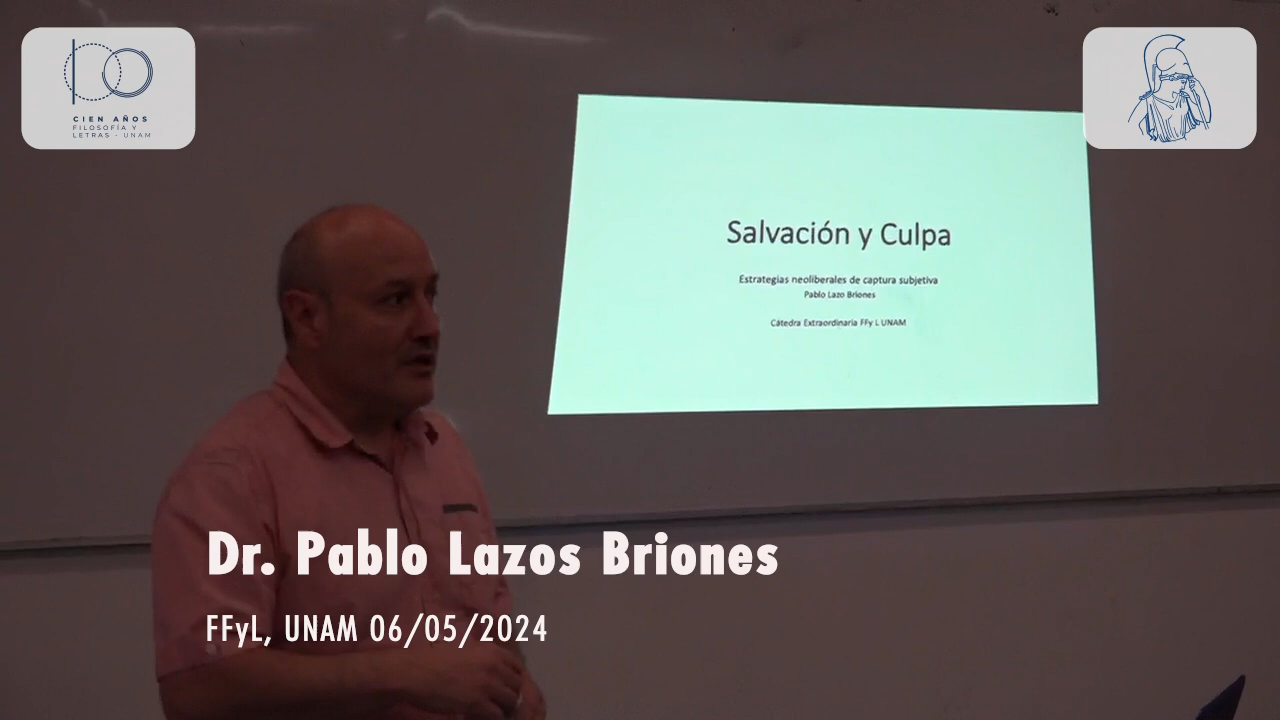 CIEN AÑOS
FILOSOFÍA Y
LETRAS - UNAM
Salvación y Culpa
Estrategias neoliberales de captura subjetiva
Pablo Lazo Briones
Cátedra Extraordinaria FFy L UNAM
Dr. Pablo Lazos Briones
FFyL, UNAM 06/05/2024